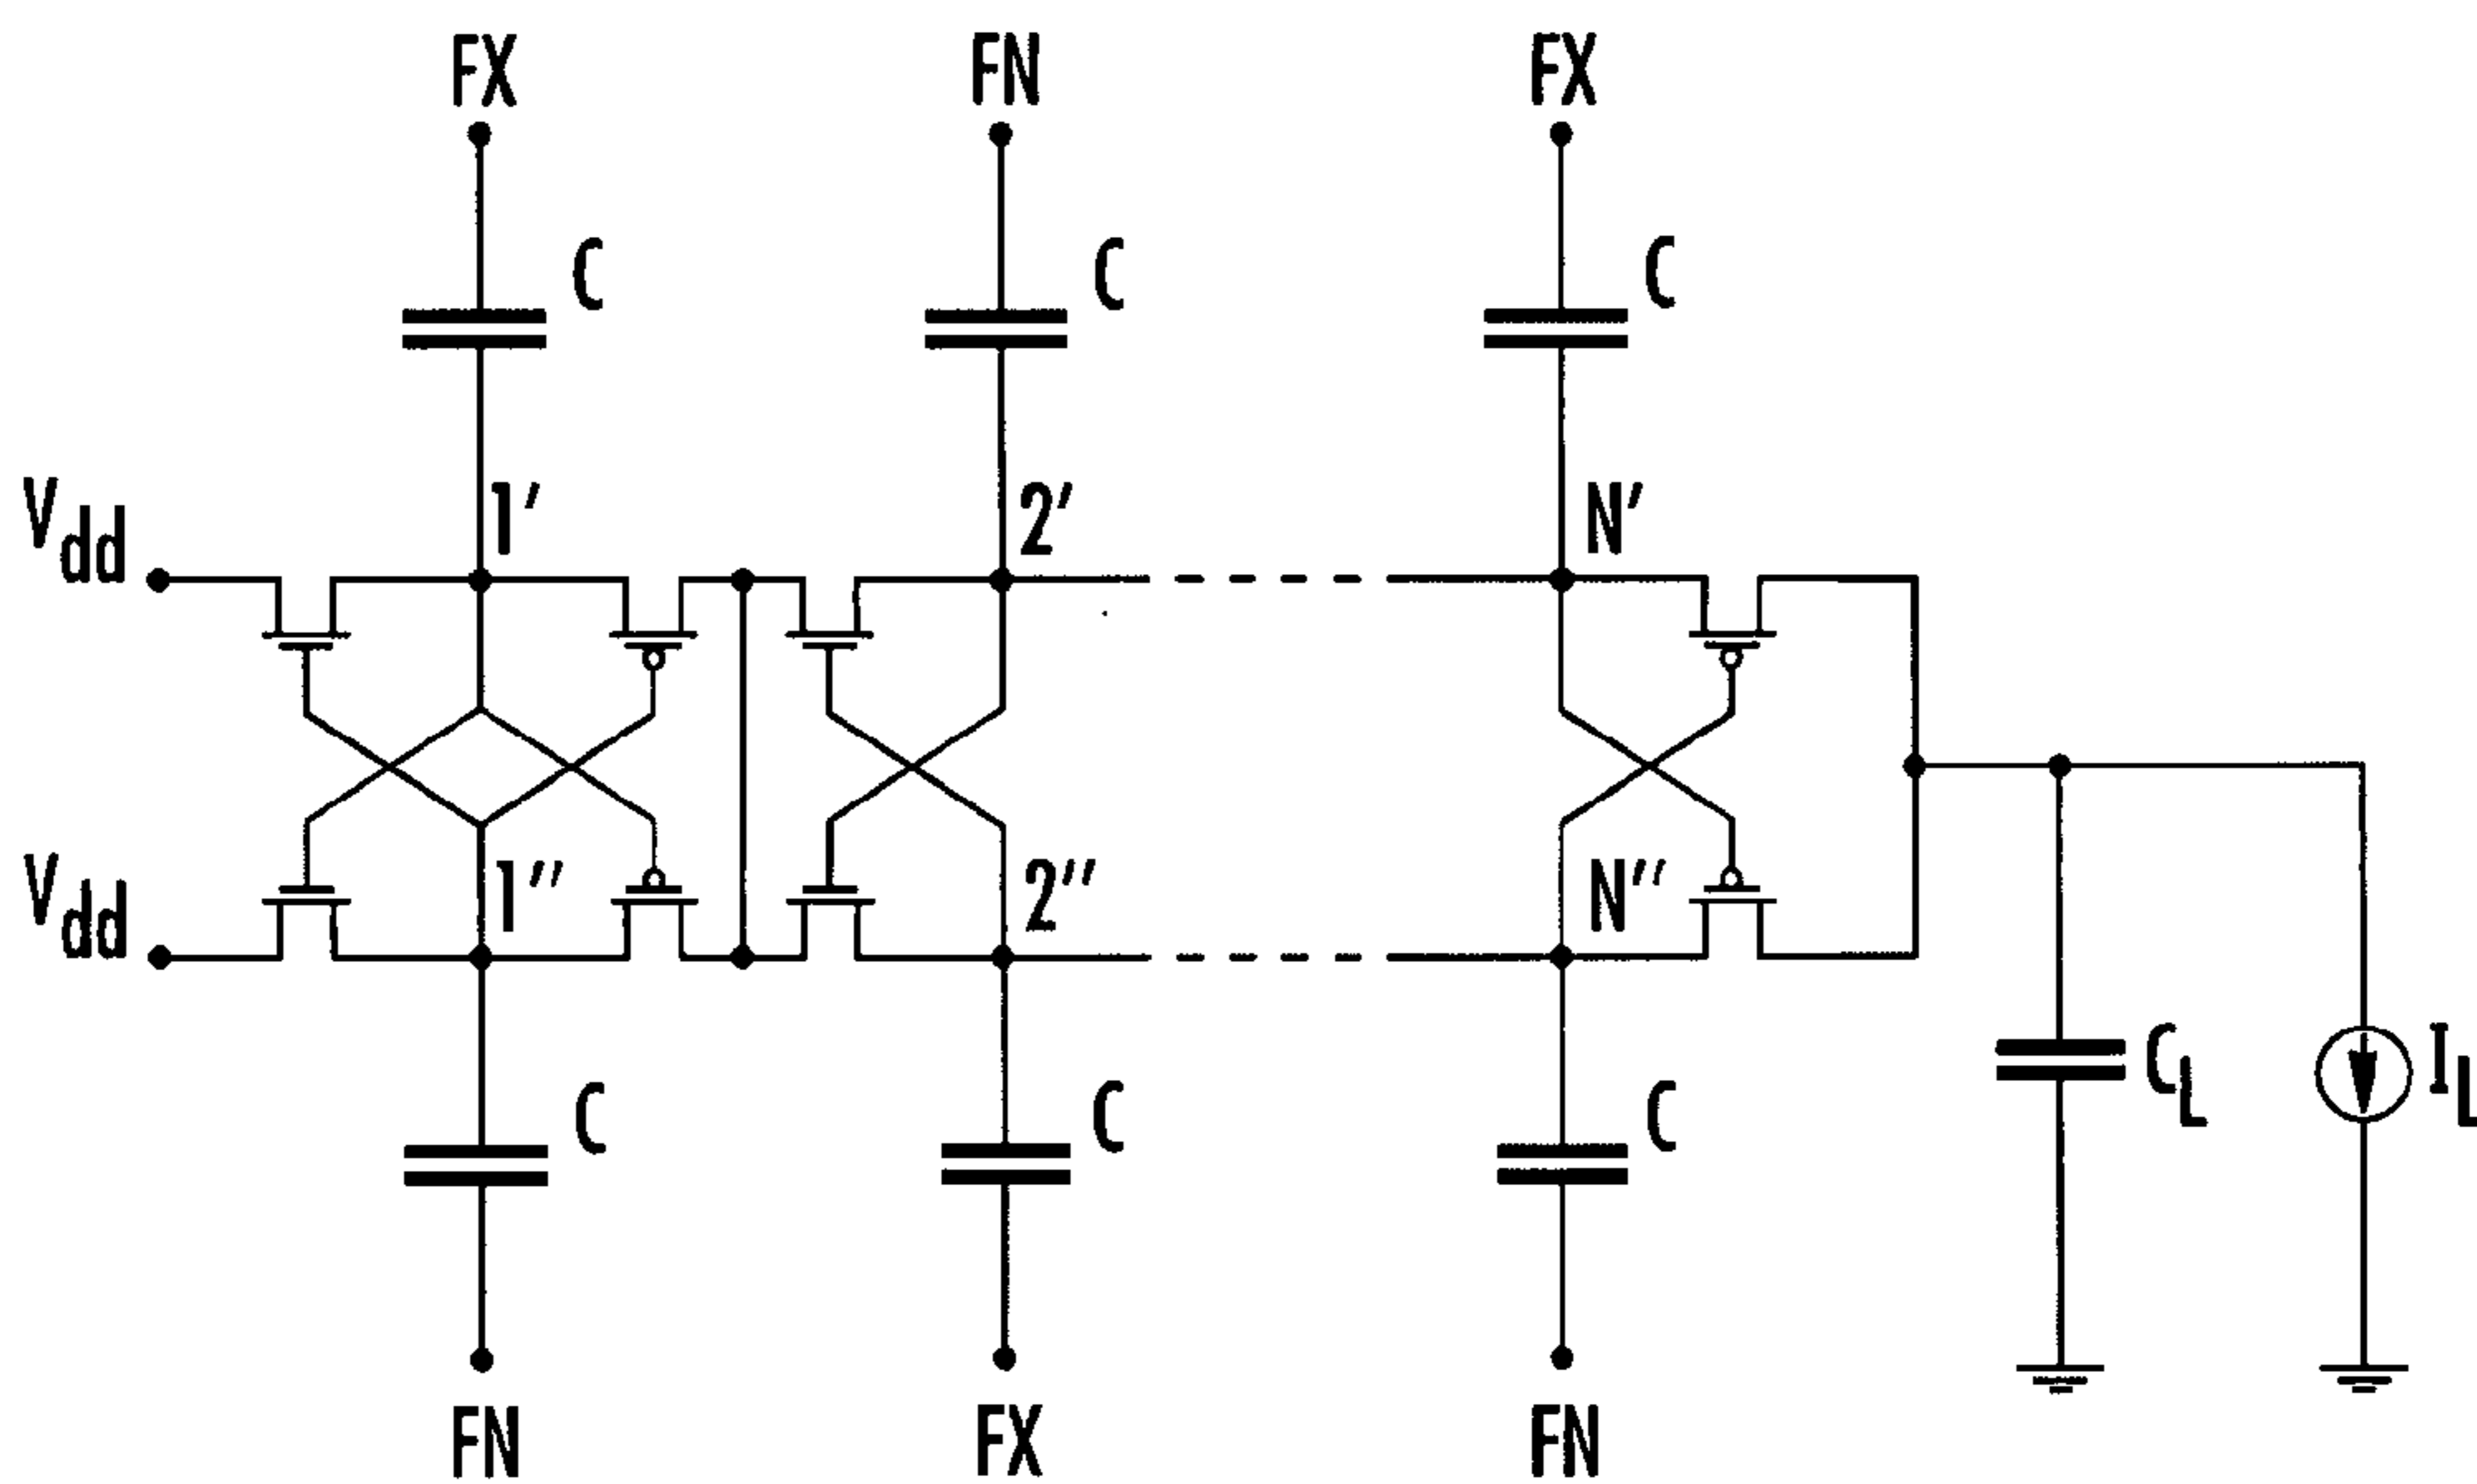 FX FN FX
C C C
Vdd 1' 2' N'
Vdd 1'' 2'' N''
C C C CL IL
FN FX FN